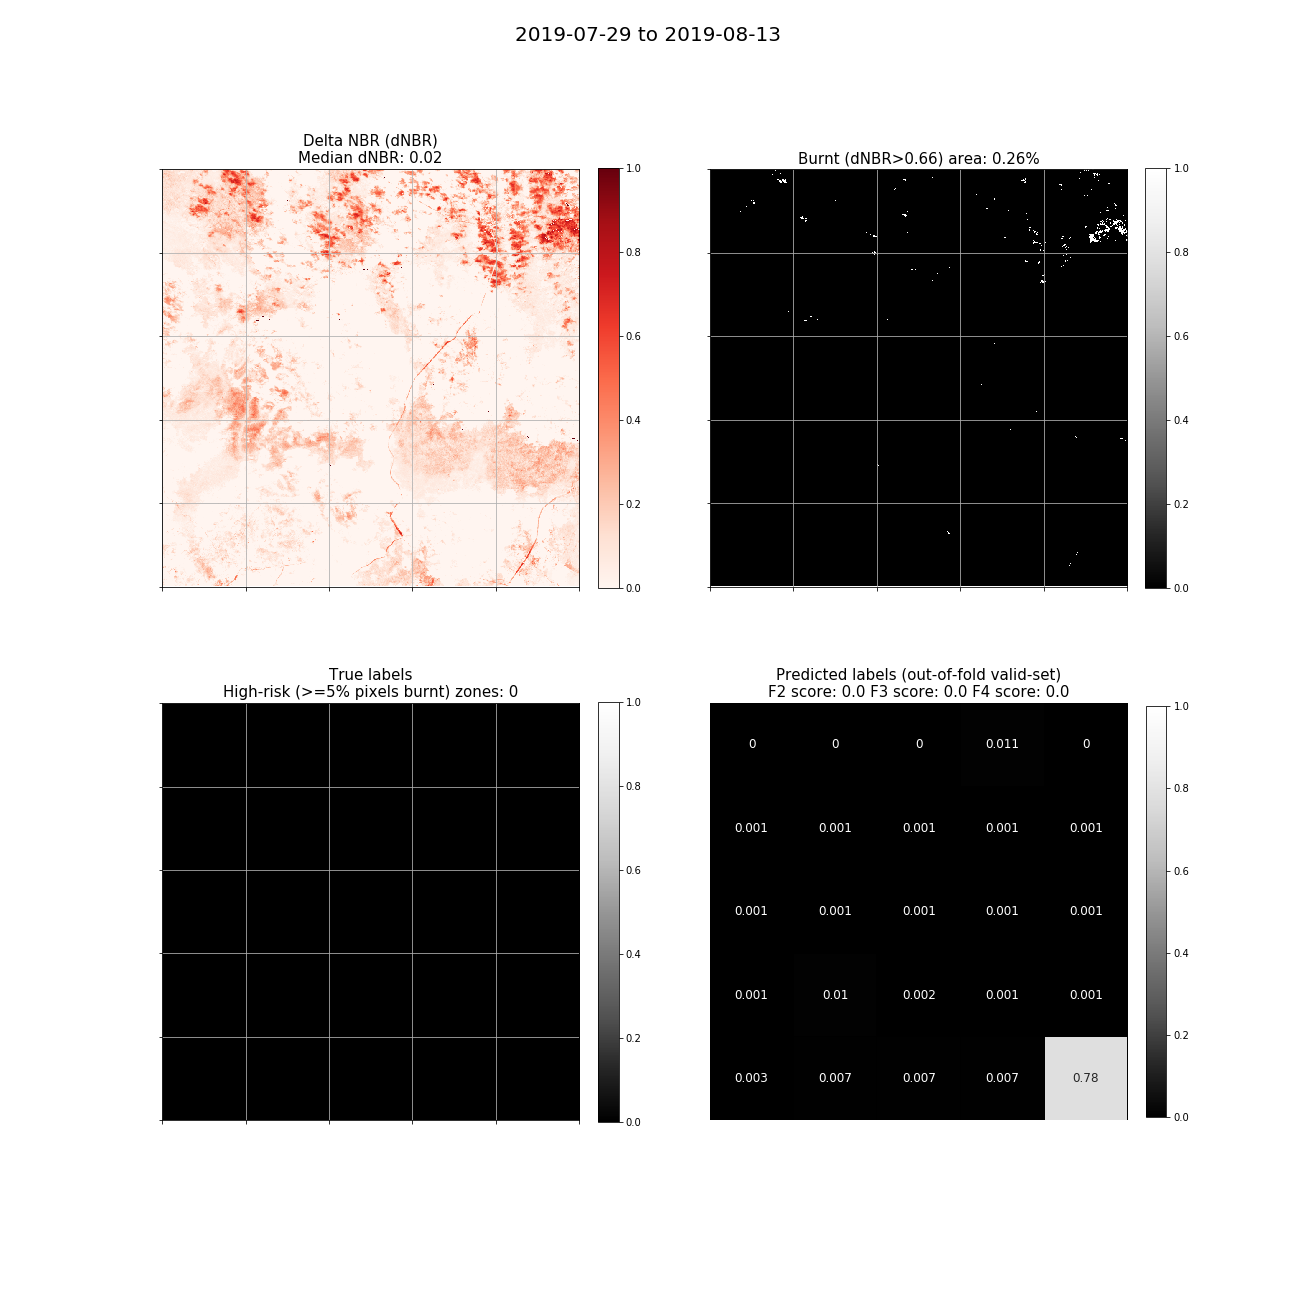 2019-07-29 to 2019-08-13
Delta NBR (dNBR)
Median dNBR: 0.02
1.0
0.8
0.6
0.4
0.2
0.0
Burnt (dNBR>0.66) area: 0.26%
1.0
0.8
0.6
0.4
0.2
0.0
True labels
High-risk (>=5% pixels burnt) zones: 0
1.0
0.8
0.6
0.4
0.2
0.0
Predicted labels (out-of-fold valid-set)
F2 score: 0.0 F3 score: 0.0 F4 score: 0.0
0 0 0 0.011 0
0.001 0.001 0.001 0.001 0.001
0.001 0.001 0.001 0.001 0.001
0.001 0.01 0.002 0.001 0.001
0.003 0.007 0.007 0.007 0.78
1.0
0.8
0.6
0.4
0.2
0.0